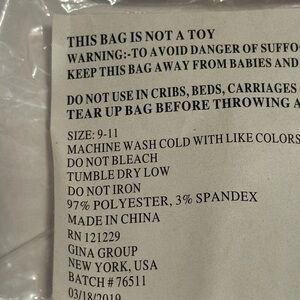 THIS BAG IS NOT A TOY
WARNING:-TO AVOID DANGER OF SUFFO
KEEP THIS BAG AWAY FROM BABIES AND
DO NOT USE IN CRIBS, BEDS, CARRIAGES
TEAR UP BAG BEFORE THROWING A
SIZE: 9-11
MACHINE WASH COLD WITH LIKE COLORS
DO NOT BLEACH
TUMBLE DRY LOW
DO NOT IRON
97% POLYESTER, 3% SPANDEX
MADE IN CHINA
RN 121229
GINA GROUP
NEW YORK, USA
BATCH # 76511
03/18/2019